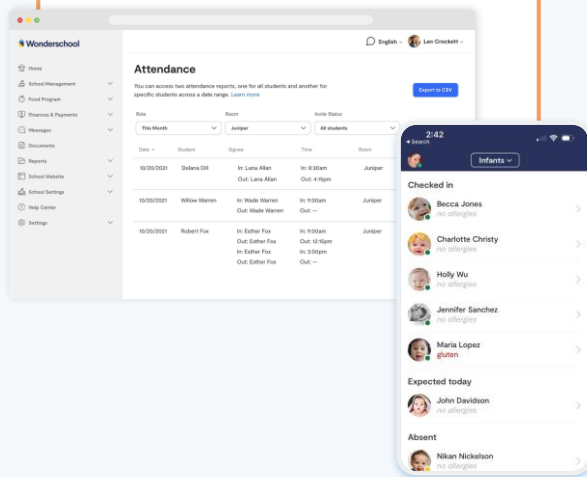 Wonderschool
English
Len Crockett
Home
School Management
Food Program
Finances & Payments
Messages
Documents
Reports
School Website
School Settings
Help Center
Settings
Attendance
You can access two attendance reports, one for all students and another for
specific students across a date range. Learn more
Export to CSV
Role Room Invite Status
This Month Juniper All students
Date Student Signee Time Room
10/20/2021 Delana Dill In: Lana Allan In: 8:30am Juniper
Out: Lana Allan Out: 4:15pm
10/20/2021 Willow Warren In: Wade Warren In: 9:00am Juniper
Out: Wade Warren Out: —
10/20/2021 Robert Fox In: Esther Fox In: 9:00am Juniper
Out: Esther Fox Out: 12:15pm
In: Esther Fox In: 3:00pm
Out: Esther Fox Out: —
2:42
Search
Infants
Checked in
Becca Jones
no allergies
Charlotte Christy
no allergies
Holly Wu
no allergies
Jennifer Sanchez
no allergies
Maria Lopez
gluten
Expected today
John Davidson
no allergies
Absent
Nikan Nickelson
no allergies